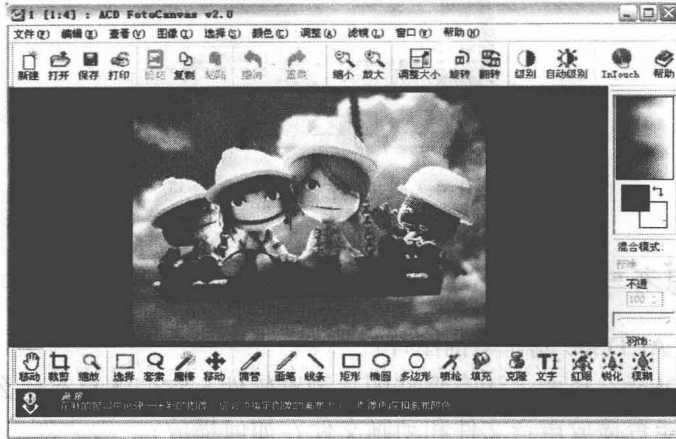 1 [1:4] : ACD FotoCanvas v2.0
文件(F) 编辑(E) 查看(V) 图像(I) 选择(S) 颜色(C) 调整(A) 滤镜(L) 窗口(W) 帮助(H)
新建 打开 保存 打印 剪切 复制 粘贴 撤消 重做 缩小 放大 调整大小 旋转 翻转 级别 自动级别 InTouch 帮助
混合模式:
不透
100
羽饰:
移动 裁剪 缩放 选择 套索 魔棒 移动 滴管 画笔 线条 矩形 椭圆 多边形 喷枪 填充 克隆 文字 红眼 锐化 模糊